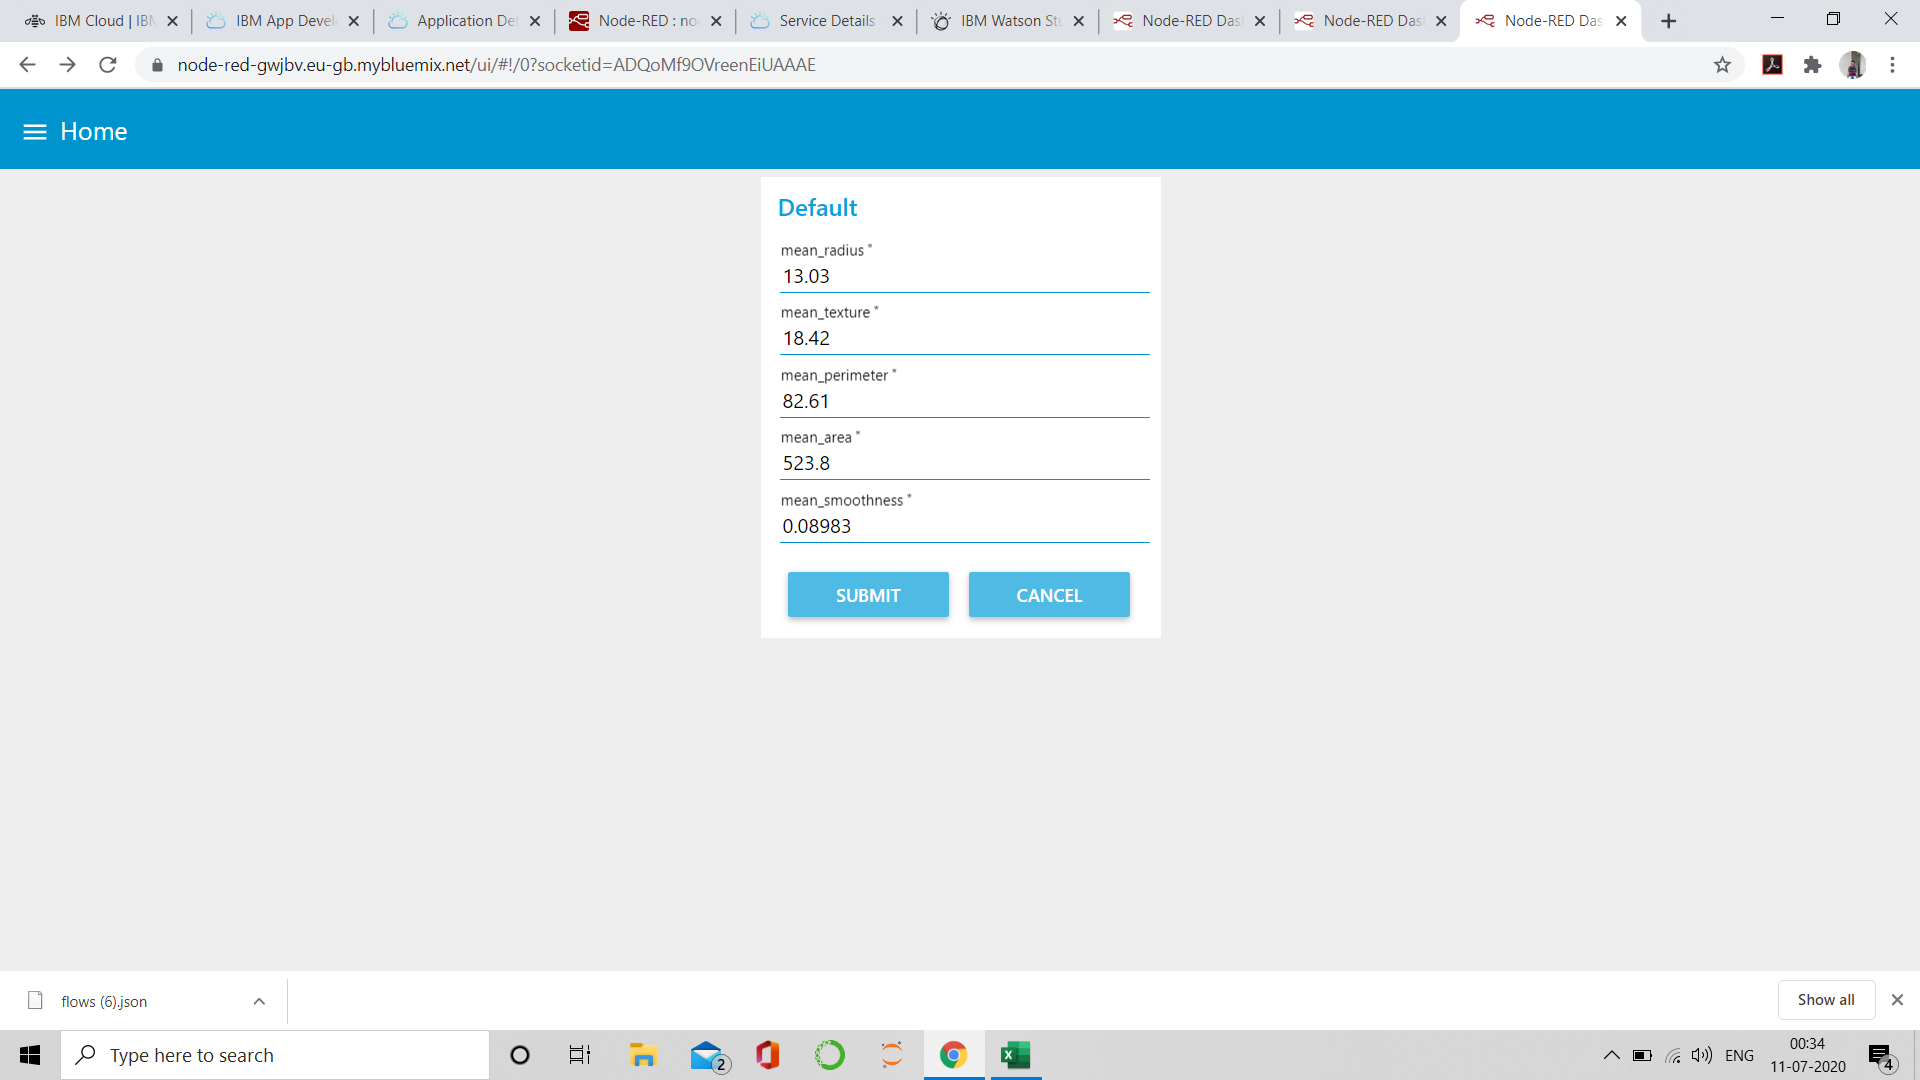 IBM Cloud | IBM
IBM App Devel
Application Det
Node-RED : no
Service Details
IBM Watson Stu
Node-RED Das
Node-RED Das
Node-RED Das
node-red-gwjbv.eu-gb.mybluemix.net/ui/#!/0?socketid=ADQoMf9OVreenEiUAAAE
Home
Default
mean_radius *
13.03
mean_texture *
18.42
mean_perimeter *
82.61
mean_area *
523.8
mean_smoothness *
0.08983
SUBMIT CANCEL
flows (6).json
Show all
Type here to search
2
ENG
00:34
11-07-2020
4